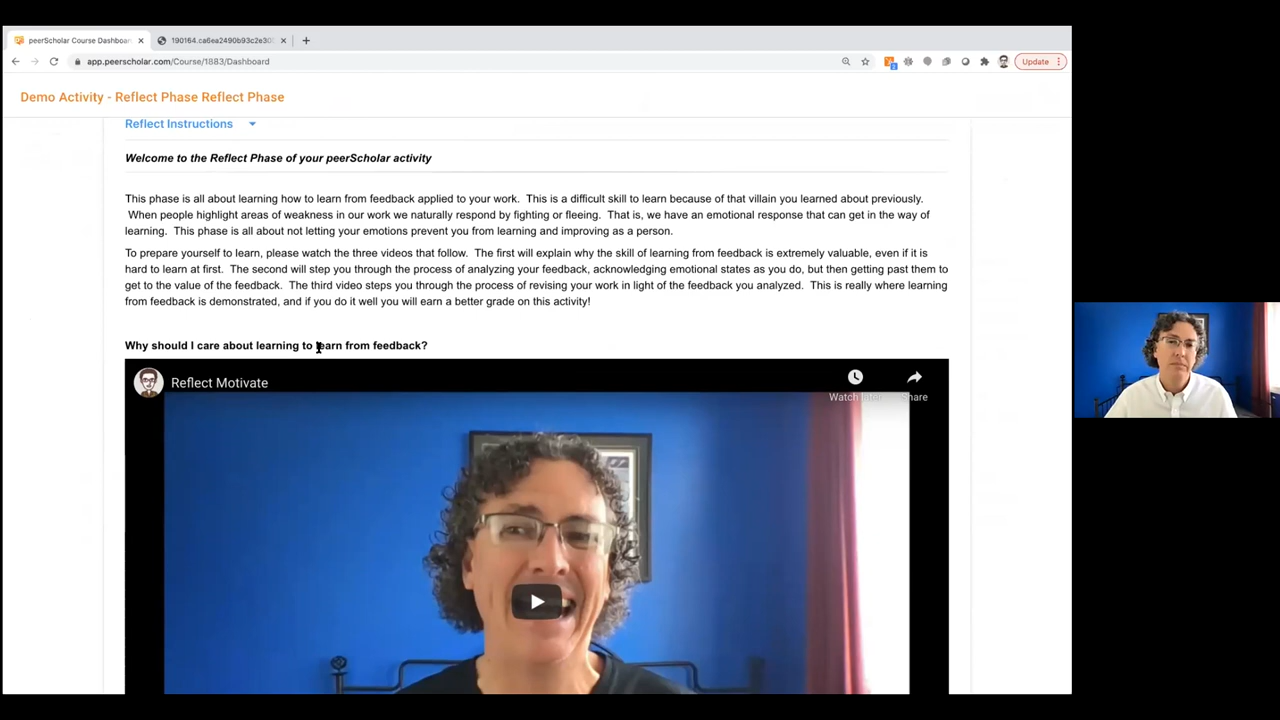 peerScholar Course Dashboar
190164.ca6ea2490b93c2e30
app.peerscholar.com/Course/1883/Dashboard
Update
Demo Activity - Reflect Phase Reflect Phase
Reflect Instructions
Welcome to the Reflect Phase of your peerScholar activity
This phase is all about learning how to learn from feedback applied to your work. This is a difficult skill to learn because of that villain you learned about previously.
When people highlight areas of weakness in our work we naturally respond by fighting or fleeing. That is, we have an emotional response that can get in the way of
learning. This phase is all about not letting your emotions prevent you from learning and improving as a person.
To prepare yourself to learn, please watch the three videos that follow. The first will explain why the skill of learning from feedback is extremely valuable, even if it is
hard to learn at first. The second will step you through the process of analyzing your feedback, acknowledging emotional states as you do, but then getting past them to
get to the value of the feedback. The third video steps you through the process of revising your work in light of the feedback you analyzed. This is really where learning
from feedback is demonstrated, and if you do it well you will earn a better grade on this activity!
Why should I care about learning to learn from feedback?
Reflect Motivate
Watch later Share